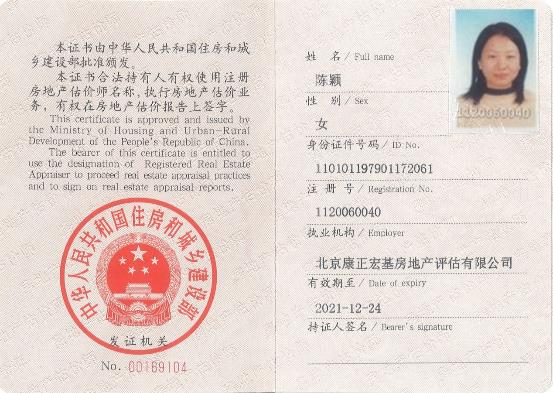 本证书由中华人民共和国住房和城
乡建设部批准颁发。
本证书合法持有人有权使用注册
房地产估价师名称，执行房地产估价业
务，有权在房地产估价报告上签字。
This certificate is approved and issued by
the Ministry of Housing and Urban-Rural
Development of the People's Republic of China.
The bearer of this certificate is entitled to
use the designation of Registered Real Estate
Appraiser to proceed real estate appraisal practices
and to sign on real estate appraisal reports.
中华人民共和国住房和城乡建设部
发证机关
No. 00169104
姓 名 / Full name
陈颖
性 别 / Sex
女
身份证件号码 / ID No.
110101197901172061
注 册 号 / Registration No.
1120060040
执业机构 / Employer
北京康正宏基房地产评估有限公司
有效期至 / Date of expiry
2021-12-24
持证人签名 / Bearer's signature
1120060040